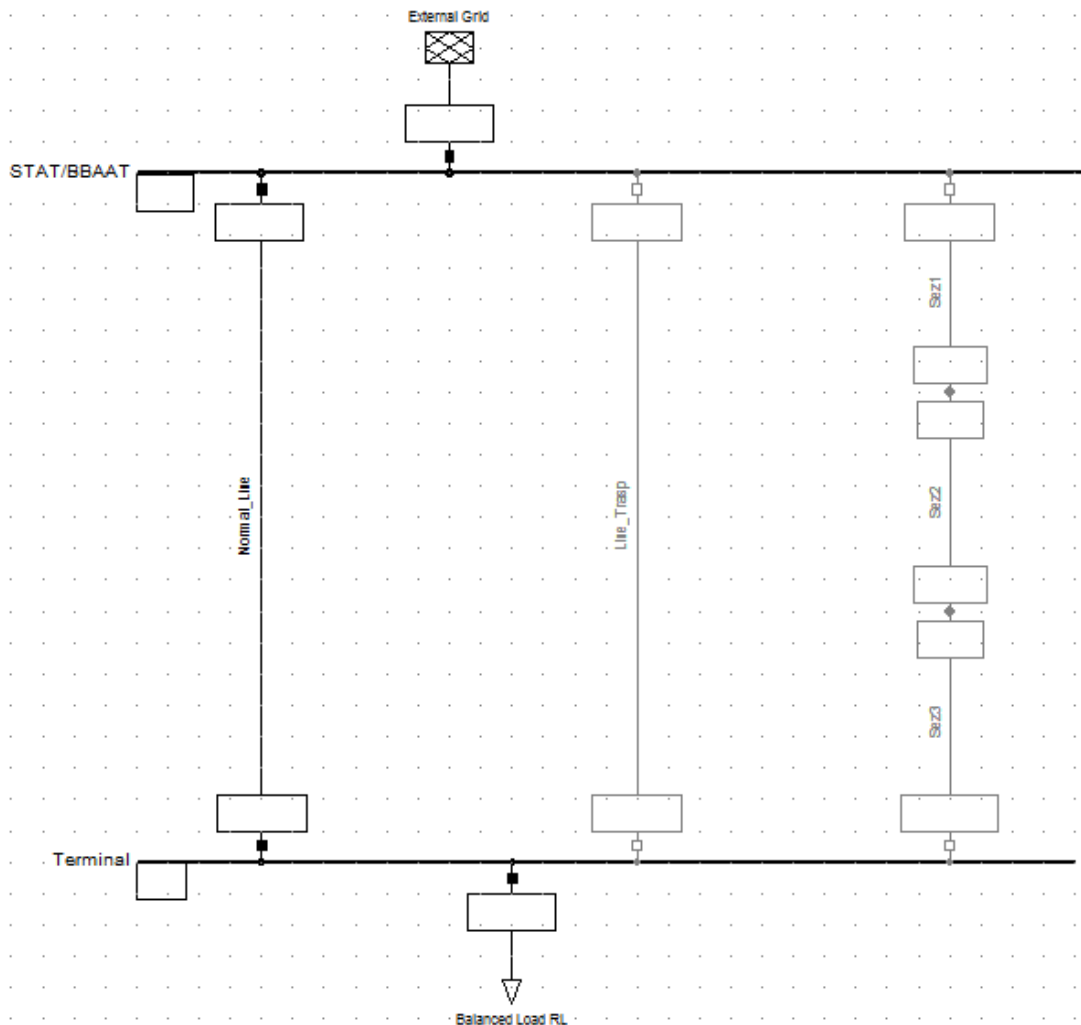 External Grid
STAT/BBAAT
Sez1
Normal_Line
Line_Trasp
Sez2
Sez3
Terminal
Balanced Load RL